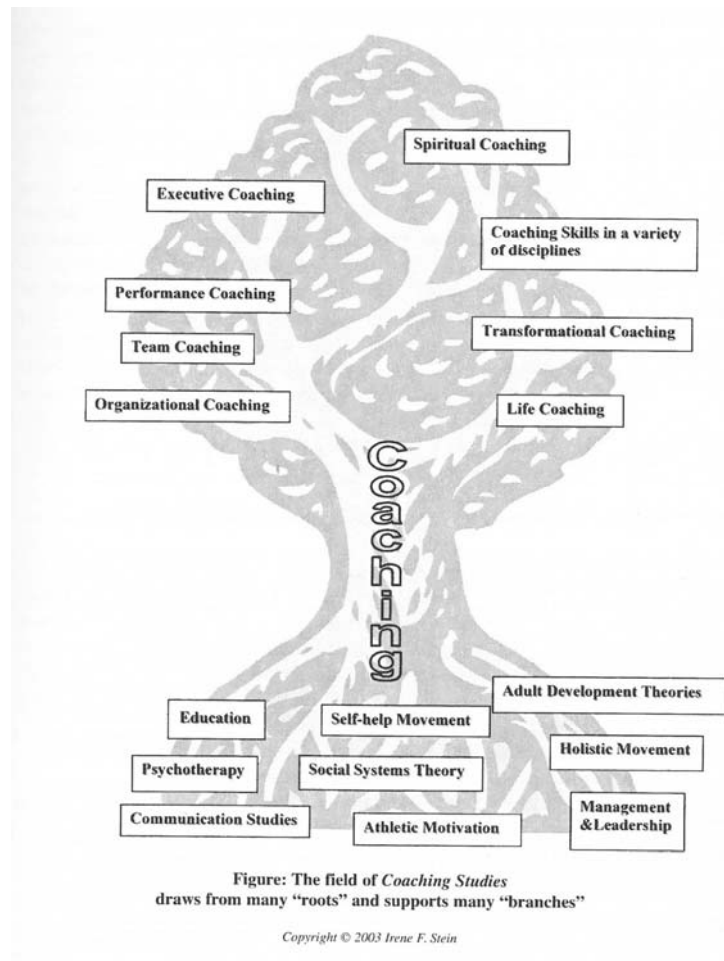 Spiritual Coaching
Executive Coaching
Coaching Skills in a variety
of disciplines
Performance Coaching
Transformational Coaching
Team Coaching
Organizational Coaching
Life Coaching
Coaching
Adult Development Theories
Education
Self-help Movement
Holistic Movement
Psychotherapy
Social Systems Theory
Management
&Leadership
Communication Studies
Athletic Motivation
Figure: The field of Coaching Studies
draws from many "roots" and supports many "branches"
Copyright © 2003 Irene F. Stein